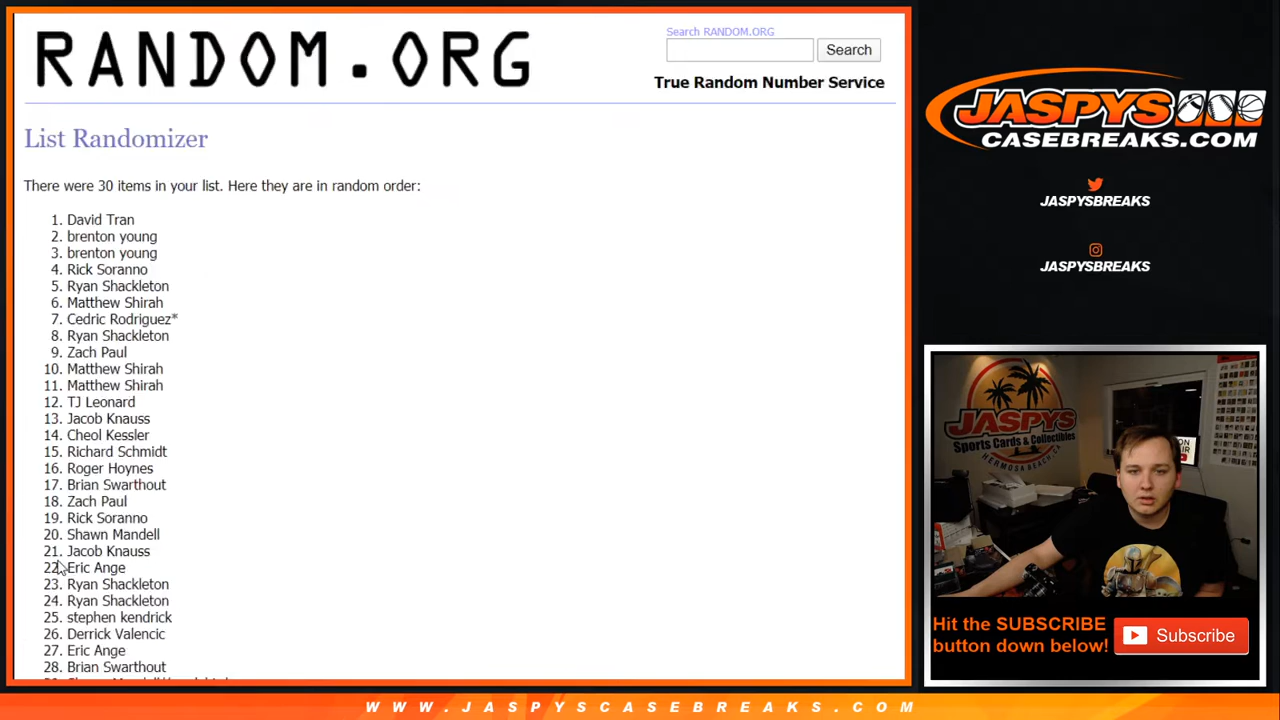 RANDOM.ORG
Search RANDOM.ORG
Search
True Random Number Service
List Randomizer
There were 30 items in your list. Here they are in random order:
1. David Tran
2. brenton young
3. brenton young
4. Rick Soranno
5. Ryan Shackleton
6. Matthew Shirah
7. Cedric Rodriguez*
8. Ryan Shackleton
9. Zach Paul
10. Matthew Shirah
11. Matthew Shirah
12. TJ Leonard
13. Jacob Knauss
14. Cheol Kessler
15. Richard Schmidt
16. Roger Hoynes
17. Brian Swarthout
18. Zach Paul
19. Rick Soranno
20. Shawn Mandell
21. Jacob Knauss
22. Eric Ange
23. Ryan Shackleton
24. Ryan Shackleton
25. stephen kendrick
26. Derrick Valencic
27. Eric Ange
28. Brian Swarthout
JASPYS
CASEBREAKS.COM
JASPYSBREAKS
JASPYSBREAKS
JASPYS
Sports Cards & Collectibles
HERMOSA BEACH, CA
Hit the SUBSCRIBE
button down below!
Subscribe
WWW.JASPYSCASEBREAKS.COM